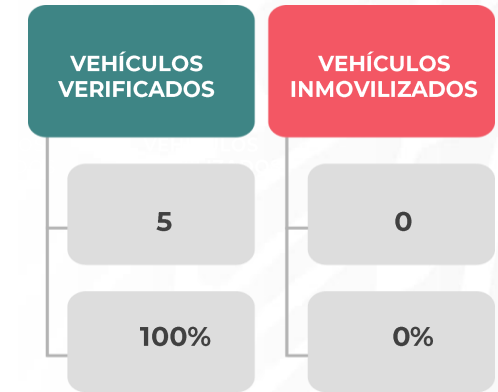 VEHÍCULOS
VERIFICADOS
5
100%
VEHÍCULOS
INMOVILIZADOS
0
0%